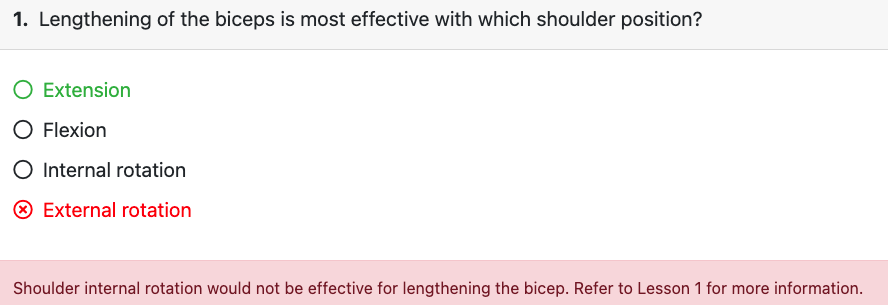 1. Lengthening of the biceps is most effective with which shoulder position?
Extension
Flexion
Internal rotation
External rotation
Shoulder internal rotation would not be effective for lengthening the bicep. Refer to Lesson 1 for more information.